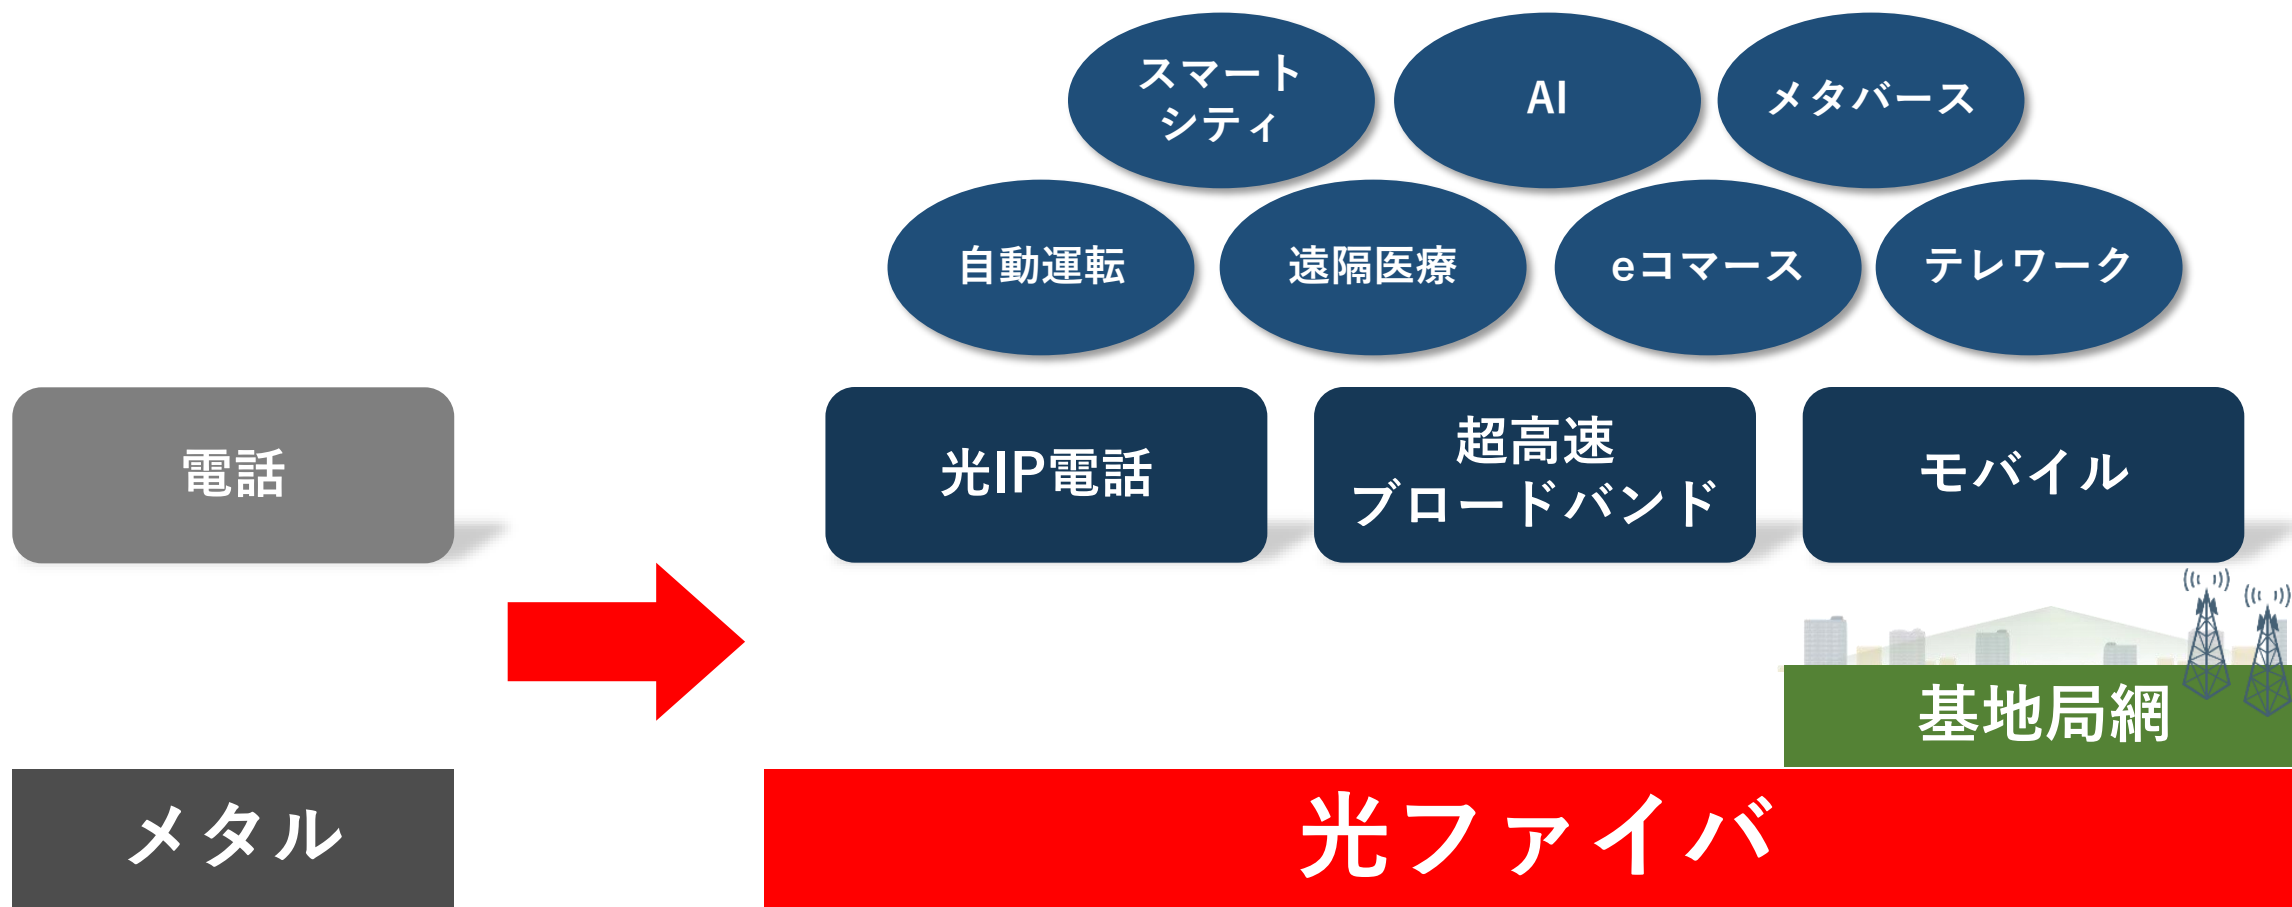 スマート
シティ
AI
メタバース
自動運転
遠隔医療
eコマース
テレワーク
電話
光IP電話
超高速
ブロードバンド
モバイル
基地局網
メタル
光ファイバ